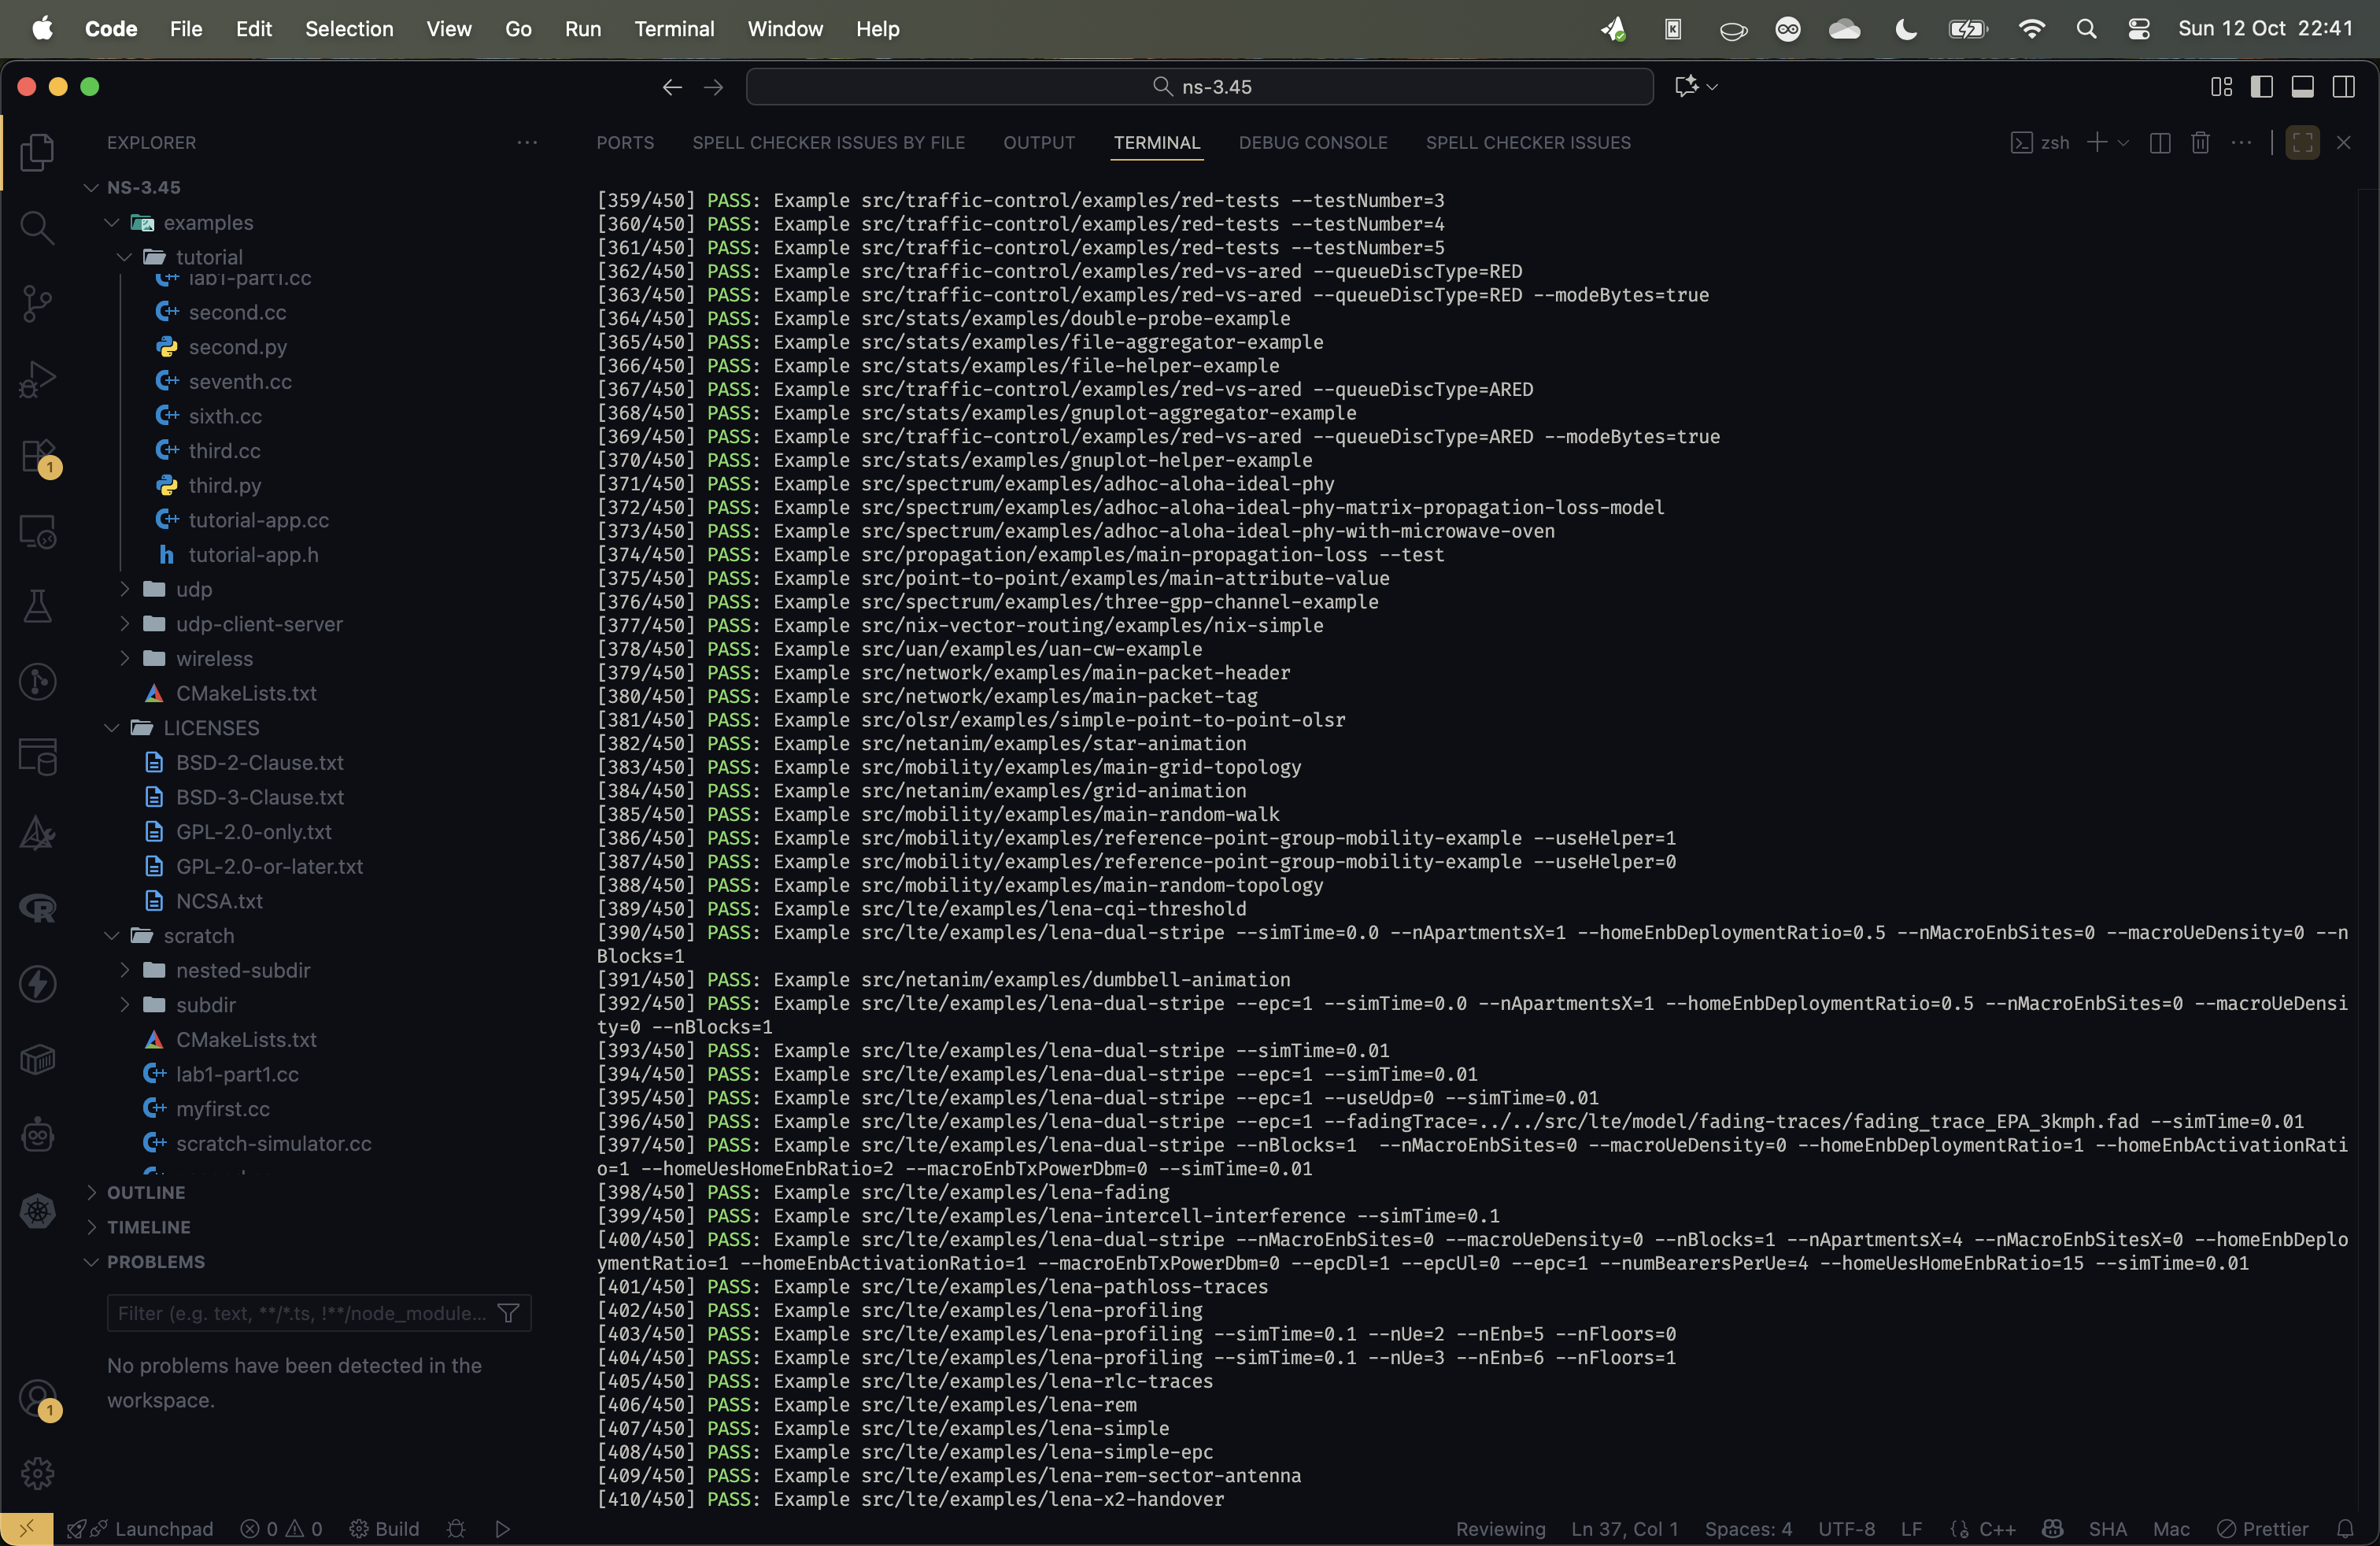 Code File Edit Selection View Go Run Terminal Window Help
Sun 12 Oct 22:41
ns-3.45
EXPLORER
NS-3.45
examples
tutorial
lab1-part1.cc
second.cc
second.py
seventh.cc
sixth.cc
third.cc
third.py
tutorial-app.cc
tutorial-app.h
udp
udp-client-server
wireless
CMakeLists.txt
LICENSES
BSD-2-Clause.txt
BSD-3-Clause.txt
GPL-2.0-only.txt
GPL-2.0-or-later.txt
NCSA.txt
scratch
nested-subdir
subdir
CMakeLists.txt
lab1-part1.cc
myfirst.cc
scratch-simulator.cc
OUTLINE
TIMELINE
PROBLEMS
Filter (e.g. text, **/*.ts, !**/node_module...
No problems have been detected in the
workspace.
1
1
PORTS SPELL CHECKER ISSUES BY FILE OUTPUT TERMINAL DEBUG CONSOLE SPELL CHECKER ISSUES
zsh
[359/450] PASS: Example src/traffic-control/examples/red-tests --testNumber=3
[360/450] PASS: Example src/traffic-control/examples/red-tests --testNumber=4
[361/450] PASS: Example src/traffic-control/examples/red-tests --testNumber=5
[362/450] PASS: Example src/traffic-control/examples/red-vs-ared --queueDiscType=RED
[363/450] PASS: Example src/traffic-control/examples/red-vs-ared --queueDiscType=RED --modeBytes=true
[364/450] PASS: Example src/stats/examples/double-probe-example
[365/450] PASS: Example src/stats/examples/file-aggregator-example
[366/450] PASS: Example src/stats/examples/file-helper-example
[367/450] PASS: Example src/traffic-control/examples/red-vs-ared --queueDiscType=ARED
[368/450] PASS: Example src/stats/examples/gnuplot-aggregator-example
[369/450] PASS: Example src/traffic-control/examples/red-vs-ared --queueDiscType=ARED --modeBytes=true
[370/450] PASS: Example src/stats/examples/gnuplot-helper-example
[371/450] PASS: Example src/spectrum/examples/adhoc-aloha-ideal-phy
[372/450] PASS: Example src/spectrum/examples/adhoc-aloha-ideal-phy-matrix-propagation-loss-model
[373/450] PASS: Example src/spectrum/examples/adhoc-aloha-ideal-phy-with-microwave-oven
[374/450] PASS: Example src/propagation/examples/main-propagation-loss --test
[375/450] PASS: Example src/point-to-point/examples/main-attribute-value
[376/450] PASS: Example src/spectrum/examples/three-gpp-channel-example
[377/450] PASS: Example src/nix-vector-routing/examples/nix-simple
[378/450] PASS: Example src/uan/examples/uan-cw-example
[379/450] PASS: Example src/network/examples/main-packet-header
[380/450] PASS: Example src/network/examples/main-packet-tag
[381/450] PASS: Example src/olsr/examples/simple-point-to-point-olsr
[382/450] PASS: Example src/netanim/examples/star-animation
[383/450] PASS: Example src/mobility/examples/main-grid-topology
[384/450] PASS: Example src/netanim/examples/grid-animation
[385/450] PASS: Example src/mobility/examples/main-random-walk
[386/450] PASS: Example src/mobility/examples/reference-point-group-mobility-example --useHelper=1
[387/450] PASS: Example src/mobility/examples/reference-point-group-mobility-example --useHelper=0
[388/450] PASS: Example src/mobility/examples/main-random-topology
[389/450] PASS: Example src/lte/examples/lena-cqi-threshold
[390/450] PASS: Example src/lte/examples/lena-dual-stripe --simTime=0.0 --nApartmentsX=1 --homeEnbDeploymentRatio=0.5 --nMacroEnbSites=0 --macroUeDensity=0 --n
Blocks=1
[391/450] PASS: Example src/netanim/examples/dumbbell-animation
[392/450] PASS: Example src/lte/examples/lena-dual-stripe --epc=1 --simTime=0.0 --nApartmentsX=1 --homeEnbDeploymentRatio=0.5 --nMacroEnbSites=0 --macroUeDensi
ty=0 --nBlocks=1
[393/450] PASS: Example src/lte/examples/lena-dual-stripe --simTime=0.01
[394/450] PASS: Example src/lte/examples/lena-dual-stripe --epc=1 --simTime=0.01
[395/450] PASS: Example src/lte/examples/lena-dual-stripe --epc=1 --useUdp=0 --simTime=0.01
[396/450] PASS: Example src/lte/examples/lena-dual-stripe --epc=1 --fadingTrace=../../src/lte/model/fading-traces/fading_trace_EPA_3kmph.fad --simTime=0.01
[397/450] PASS: Example src/lte/examples/lena-dual-stripe --nBlocks=1  --nMacroEnbSites=0 --macroUeDensity=0 --homeEnbDeploymentRatio=1 --homeEnbActivationRati
o=1 --homeUesHomeEnbRatio=2 --macroEnbTxPowerDbm=0 --simTime=0.01
[398/450] PASS: Example src/lte/examples/lena-fading
[399/450] PASS: Example src/lte/examples/lena-intercell-interference --simTime=0.1
[400/450] PASS: Example src/lte/examples/lena-dual-stripe --nMacroEnbSites=0 --macroUeDensity=0 --nBlocks=1 --nApartmentsX=4 --nMacroEnbSitesX=0 --homeEnbDeplo
ymentRatio=1 --homeEnbActivationRatio=1 --macroEnbTxPowerDbm=0 --epcDl=1 --epcUl=0 --epc=1 --numBearersPerUe=4 --homeUesHomeEnbRatio=15 --simTime=0.01
[401/450] PASS: Example src/lte/examples/lena-pathloss-traces
[402/450] PASS: Example src/lte/examples/lena-profiling
[403/450] PASS: Example src/lte/examples/lena-profiling --simTime=0.1 --nUe=2 --nEnb=5 --nFloors=0
[404/450] PASS: Example src/lte/examples/lena-profiling --simTime=0.1 --nUe=3 --nEnb=6 --nFloors=1
[405/450] PASS: Example src/lte/examples/lena-rlc-traces
[406/450] PASS: Example src/lte/examples/lena-rem
[407/450] PASS: Example src/lte/examples/lena-simple
[408/450] PASS: Example src/lte/examples/lena-simple-epc
[409/450] PASS: Example src/lte/examples/lena-rem-sector-antenna
[410/450] PASS: Example src/lte/examples/lena-x2-handover
Launchpad 0 0 Build
Reviewing Ln 37, Col 1 Spaces: 4 UTF-8 LF C++ SHA Mac Prettier